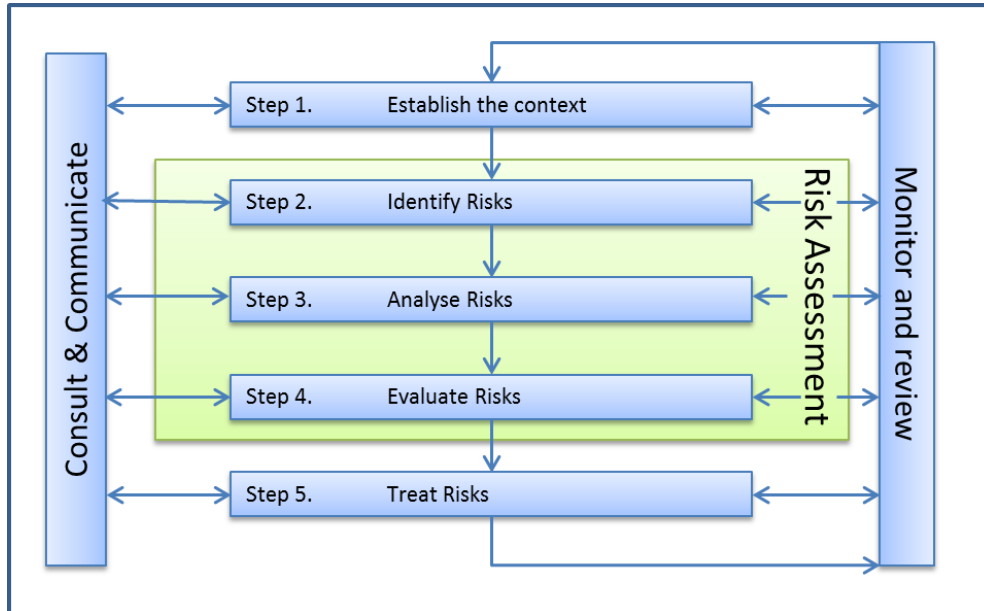 Consult & Communicate
Step 1. Establish the context
Step 2. Identify Risks
Step 3. Analyse Risks
Step 4. Evaluate Risks
Step 5. Treat Risks
Risk Assessment
Monitor and review